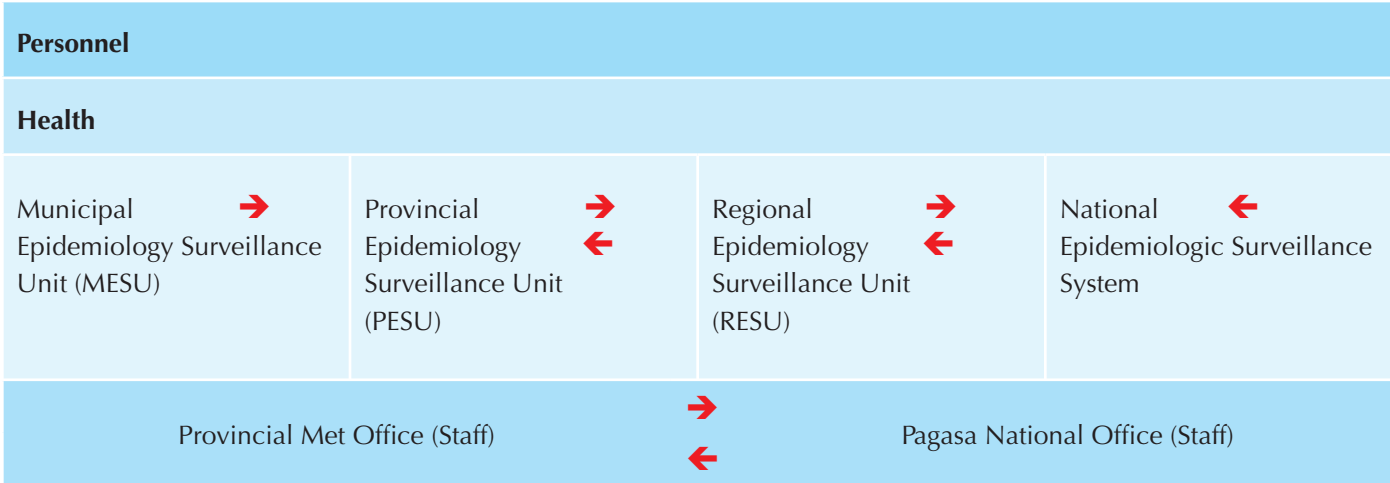 Personnel
Health
Municipal
Epidemiology Surveillance
Unit (MESU)
Provincial
Epidemiology
Surveillance Unit
(PESU)
Regional
Epidemiology
Surveillance Unit
(RESU)
National
Epidemiologic Surveillance
System
Provincial Met Office (Staff)
Pagasa National Office (Staff)